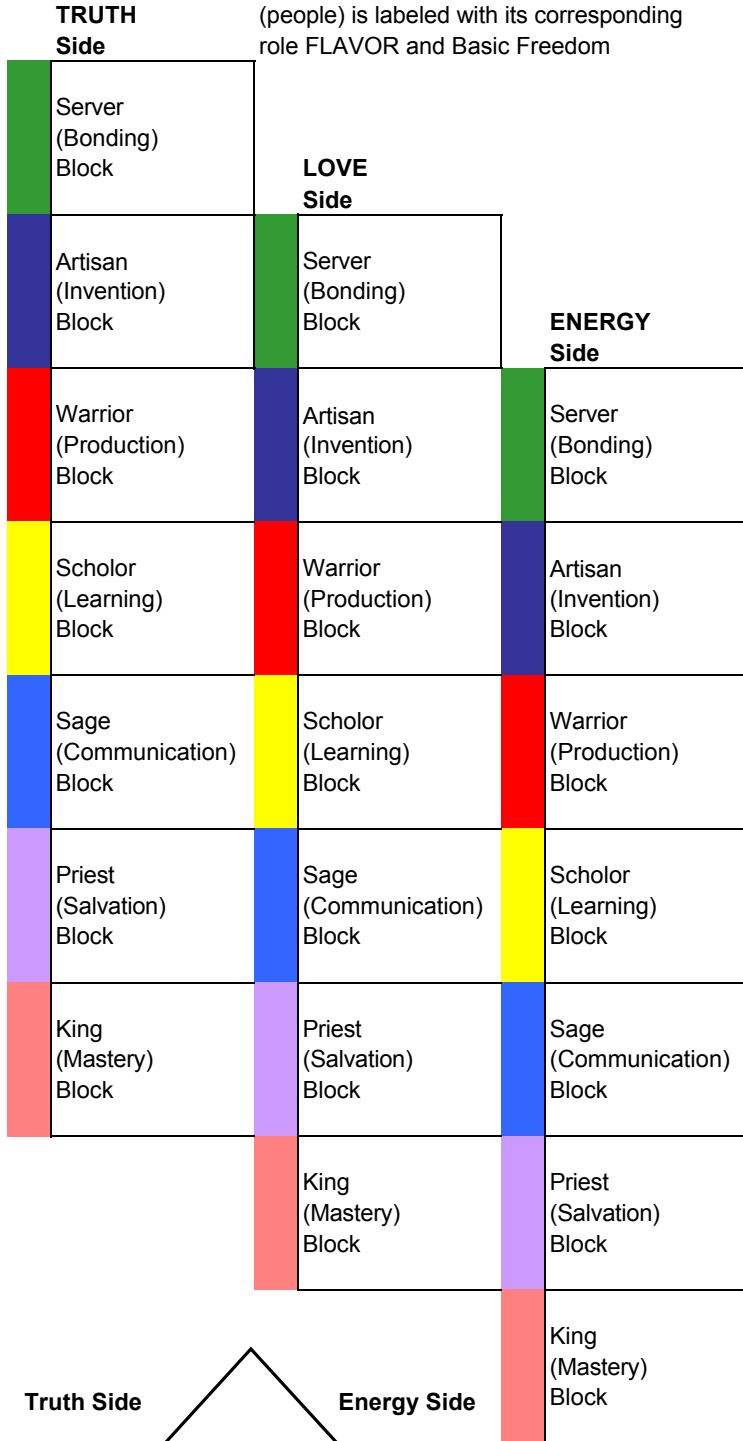 TRUTH
Side
(people) is labeled with its corresponding
role FLAVOR and Basic Freedom
Server
(Bonding)
Block
Artisan
(Invention)
Block
Warrior
(Production)
Block
Scholor
(Learning)
Block
Sage
(Communication)
Block
Priest
(Salvation)
Block
King
(Mastery)
Block
LOVE
Side
Server
(Bonding)
Block
Artisan
(Invention)
Block
Warrior
(Production)
Block
Scholor
(Learning)
Block
Sage
(Communication)
Block
Priest
(Salvation)
Block
King
(Mastery)
Block
ENERGY
Side
Server
(Bonding)
Block
Artisan
(Invention)
Block
Warrior
(Production)
Block
Scholor
(Learning)
Block
Sage
(Communication)
Block
Priest
(Salvation)
Block
King
(Mastery)
Block
Truth Side
Energy Side